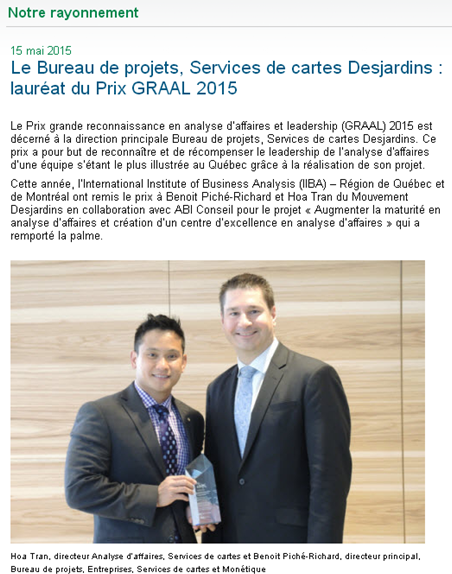 Notre rayonnement
15 mai 2015
Le Bureau de projets, Services de cartes Desjardins :
lauréat du Prix GRAAL 2015
Le Prix grande reconnaissance en analyse d'affaires et leadership (GRAAL) 2015 est
décerné à la direction principale Bureau de projets, Services de cartes Desjardins. Ce
prix a pour but de reconnaître et de récompenser le leadership de l'analyse d'affaires
d'une équipe s'étant le plus illustrée au Québec grâce à la réalisation de son projet.
Cette année, l'International Institute of Business Analysis (IIBA) – Région de Québec et
de Montréal ont remis le prix à Benoit Piché-Richard et Hoa Tran du Mouvement
Desjardins en collaboration avec ABI Conseil pour le projet « Augmenter la maturité en
analyse d'affaires et création d'un centre d'excellence en analyse d'affaires » qui a
remporté la palme.
Hoa Tran, directeur Analyse d'affaires, Services de cartes et Benoit Piché-Richard, directeur principal,
Bureau de projets, Entreprises, Services de cartes et Monétique